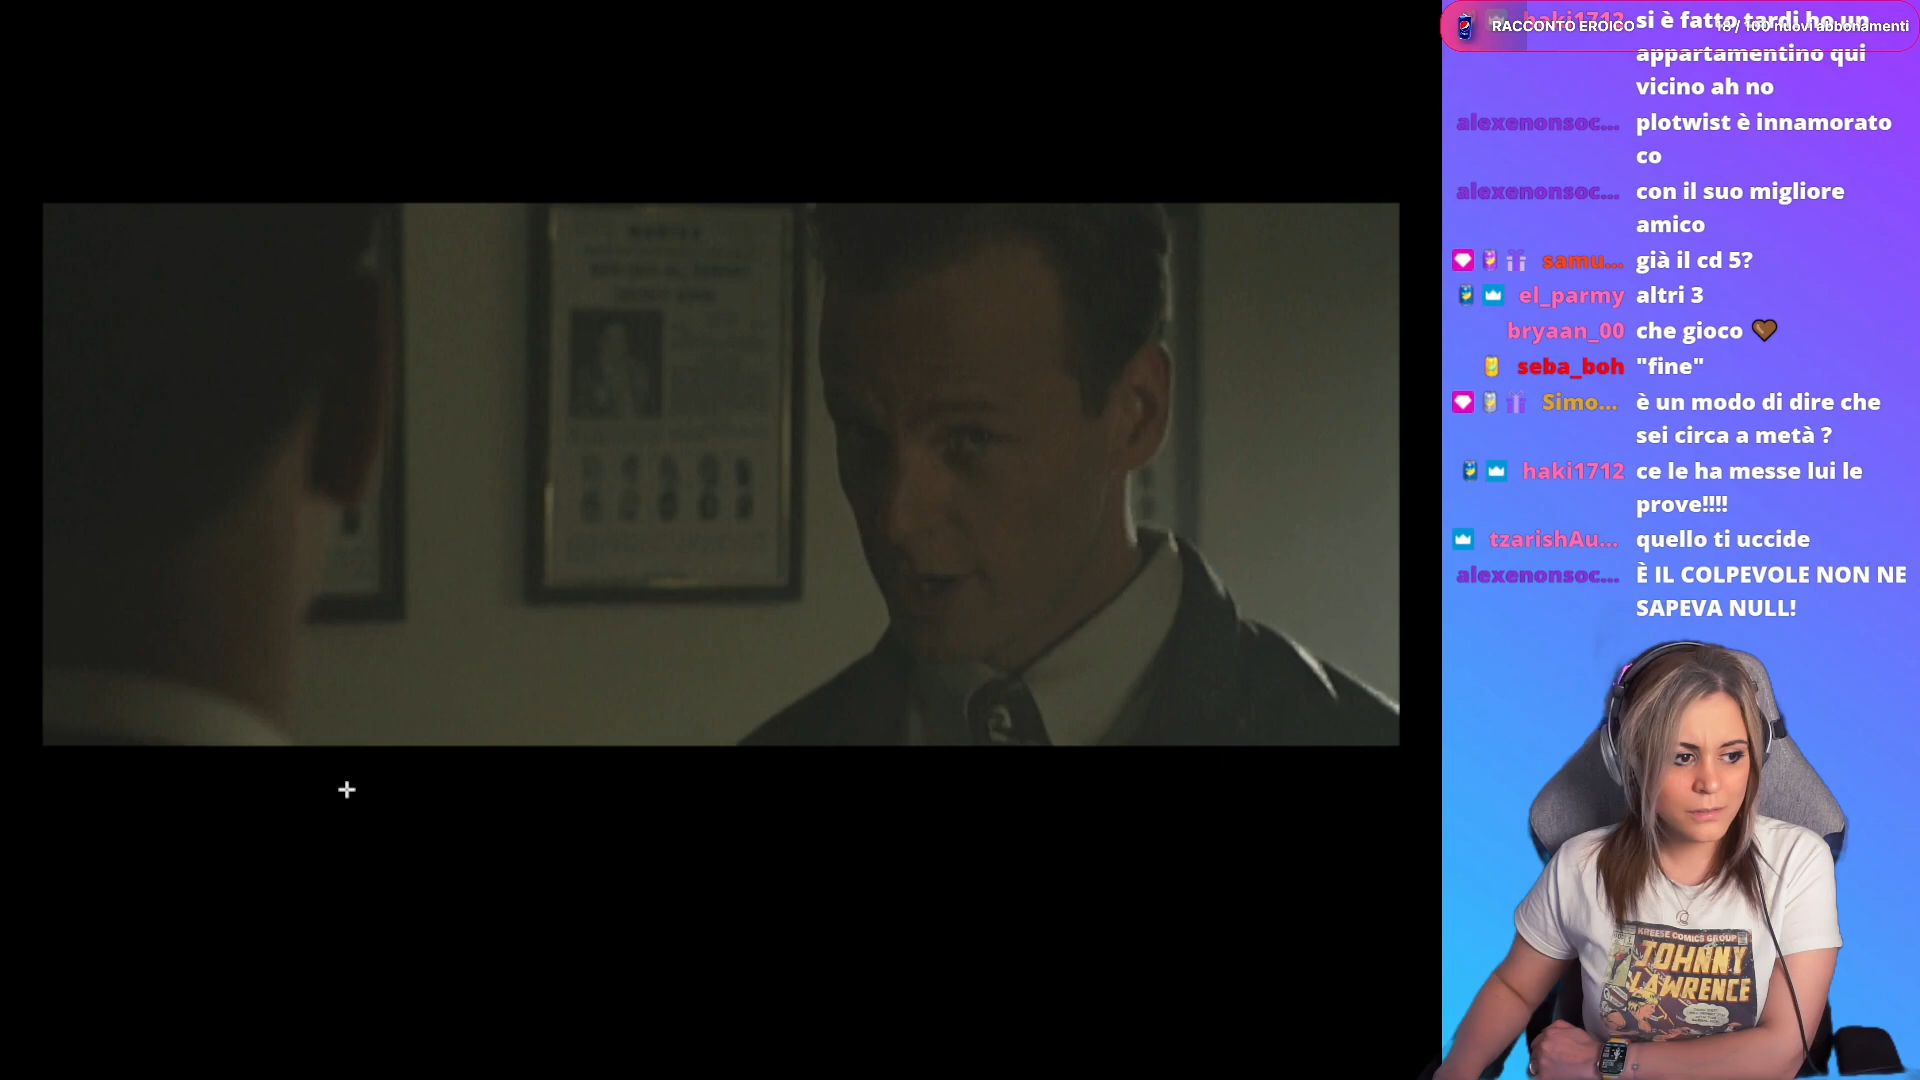 RACCONTO EROICO
haki1712 si è fatto tardi ho un
appartamentino qui
vicino ah no
alexenonsoc... plotwist è innamorato
co
alexenonsoc... con il suo migliore
amico
samu... già il cd 5?
el_parmy altri 3
bryaan_00 che gioco
seba_boh "fine"
Simo... è un modo di dire che
sei circa a metà ?
haki1712 ce le ha messe lui le
prove!!!!
tzarishAu... quello ti uccide
alexenonsoc... È IL COLPEVOLE NON NE
SAPEVA NULL!
KREESE COMICS GROUP
JOHNNY
LAWRENCE